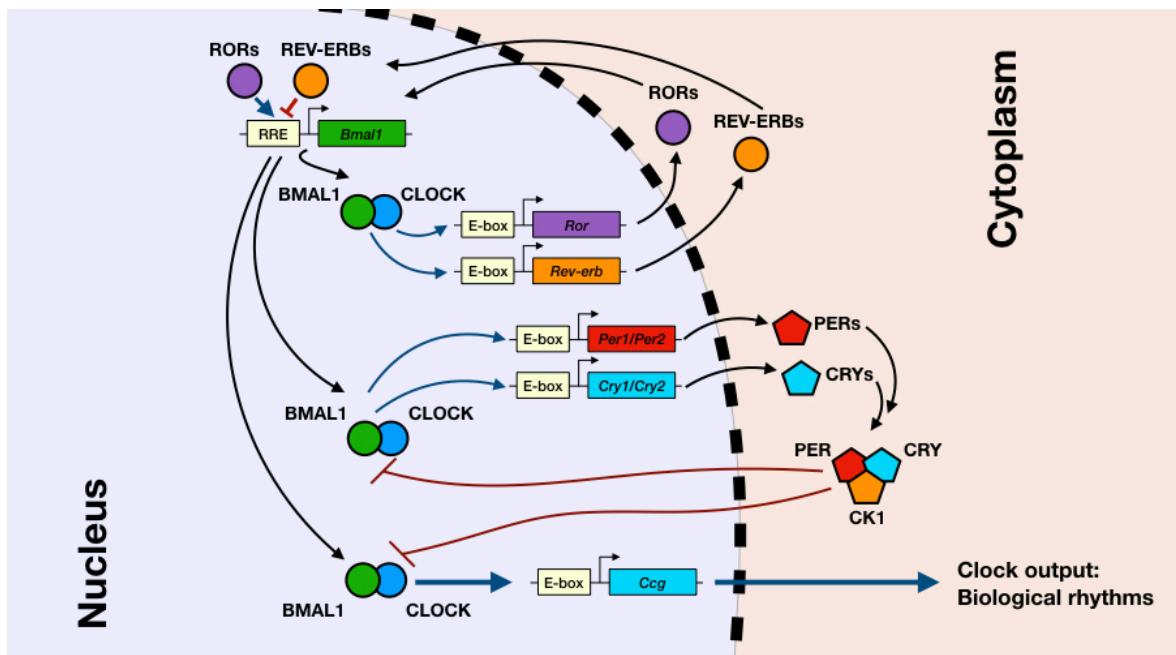 RORs REV-ERBs
RRE Bmal1
RORs
REV-ERBs
Cytoplasm
BMAL1 CLOCK
E-box Ror
E-box Rev-erb
E-box Per1/Per2
PERs
E-box Cry1/Cry2
CRYs
BMAL1 CLOCK
PER CRY
CK1
Nucleus
E-box Ccg
BMAL1 CLOCK
Clock output:
Biological rhythms